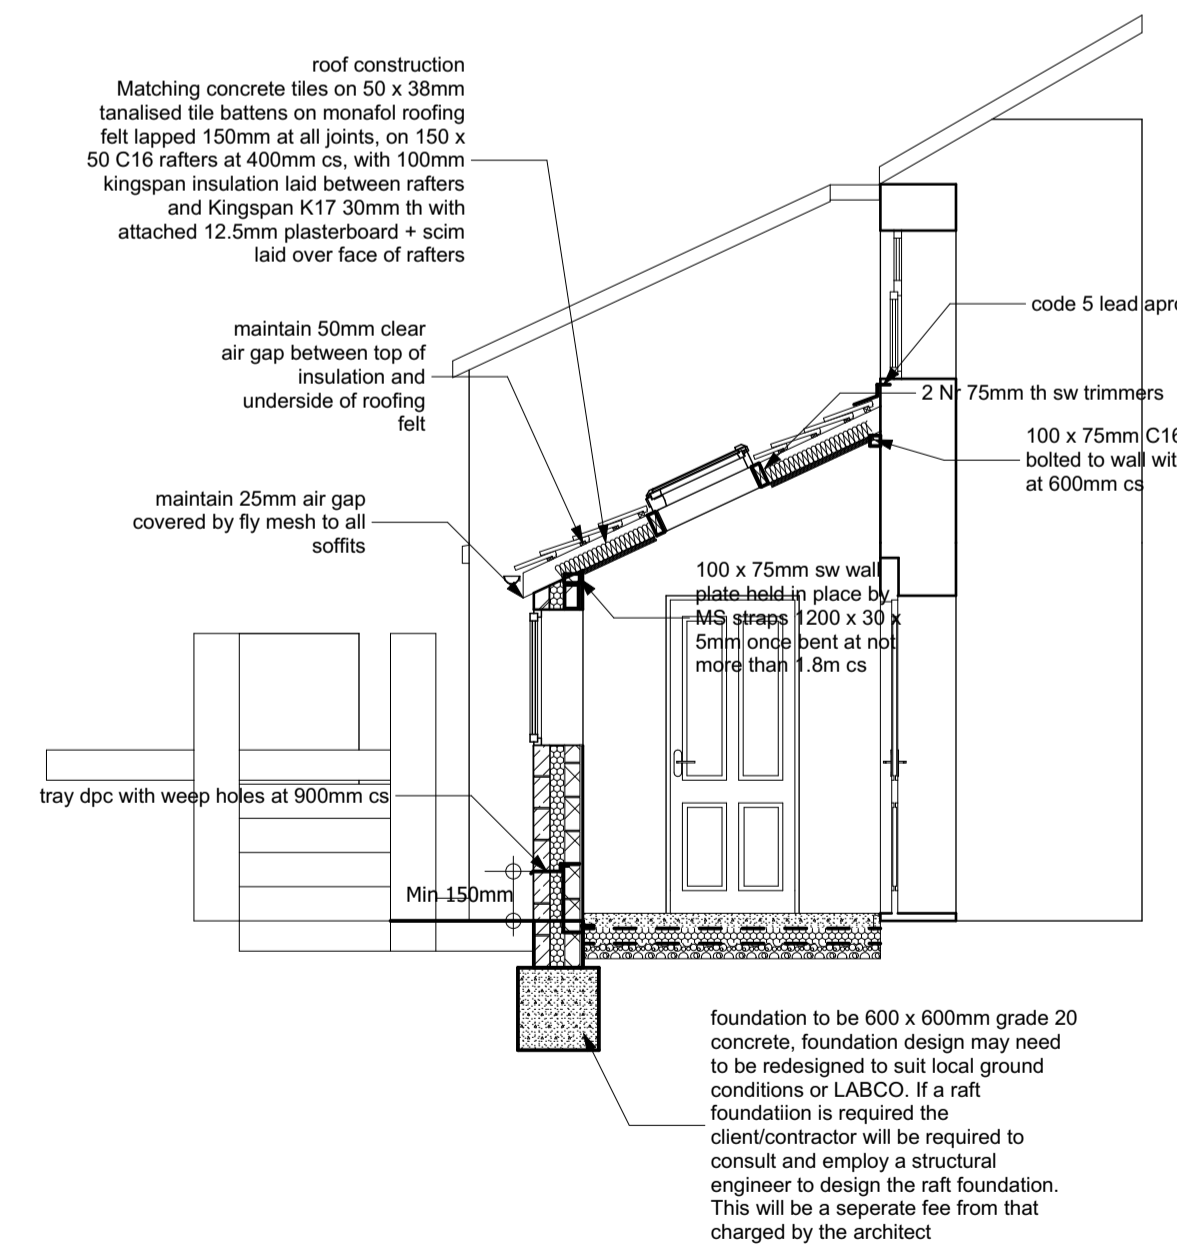 roof construction
Matching concrete tiles on 50 x 38mm
tanalised tile battens on monafol roofing
felt lapped 150mm at all joints, on 150 x
50 C16 rafters at 400mm cs, with 100mm
kingspan insulation laid between rafters
and Kingspan K17 30mm th with
attached 12.5mm plasterboard + scim
laid over face of rafters
maintain 50mm clear
air gap between top of
insulation and
underside of roofing
felt
code 5 lead apro
2 Nr 75mm th sw trimmers
100 x 75mm C16
bolted to wall wit
at 600mm cs
maintain 25mm air gap
covered by fly mesh to all
soffits
100 x 75mm sw wall
plate held in place by
MS straps 1200 x 30 x
5mm once bent at not
more than 1.8m cs
tray dpc with weep holes at 900mm cs
Min 150mm
foundation to be 600 x 600mm grade 20
concrete, foundation design may need
to be redesigned to suit local ground
conditions or LABCO. If a raft
foundatiion is required the
client/contractor will be required to
consult and employ a structural
engineer to design the raft foundation.
This will be a seperate fee from that
charged by the architect